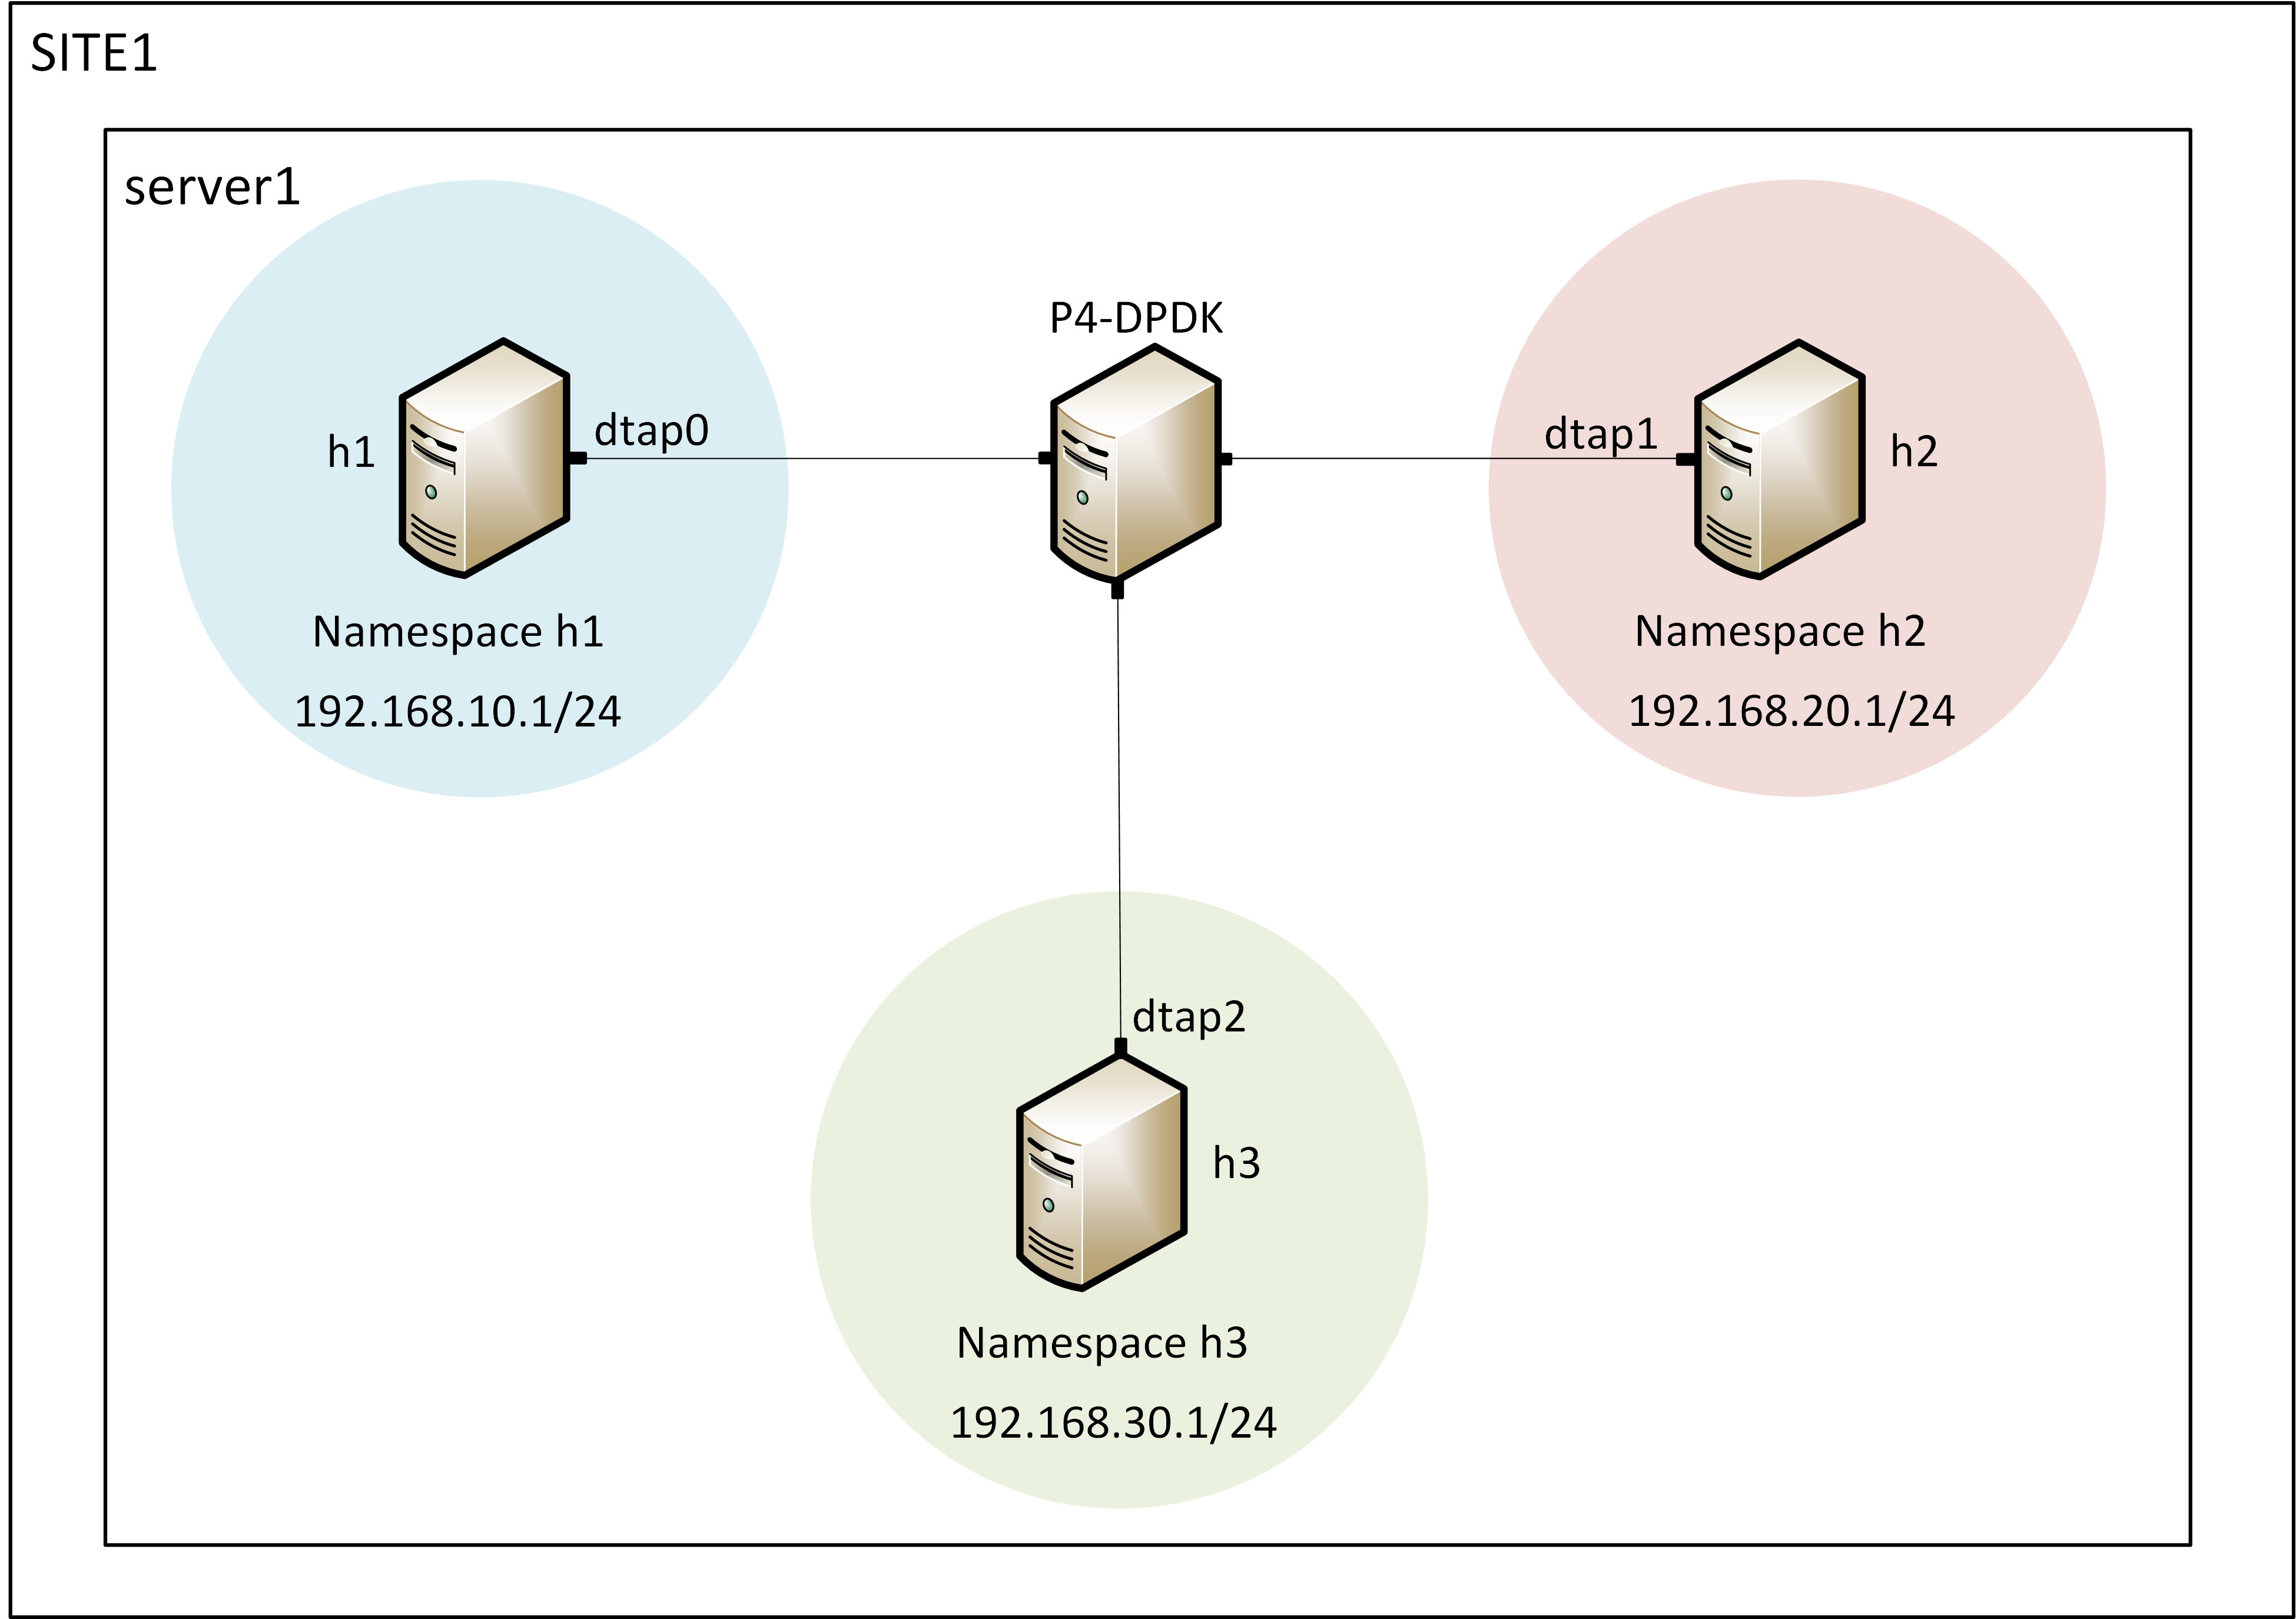 SITE1
server1
P4-DPDK
h1
dtap0
dtap1
h2
Namespace h1
192.168.10.1/24
Namespace h2
192.168.20.1/24
dtap2
h3
Namespace h3
192.168.30.1/24